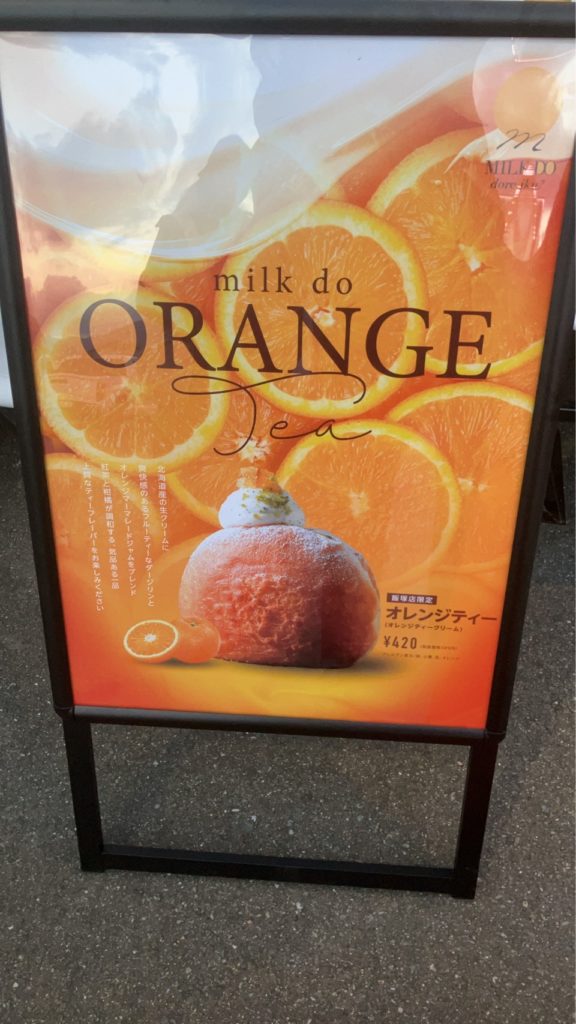 m
MILK DO
dore iku?
milk do
ORANGE
Tea
北海道産の生クリームに
爽快感のあるフルーティーなダージリンと
オレンジマーマレードジャムをブレンド
紅茶と柑橘が調和する、気品ある一品
上質なティーフレーバーをお楽しみください
飯塚店限定
オレンジティー
(オレンジティークリーム)
¥420